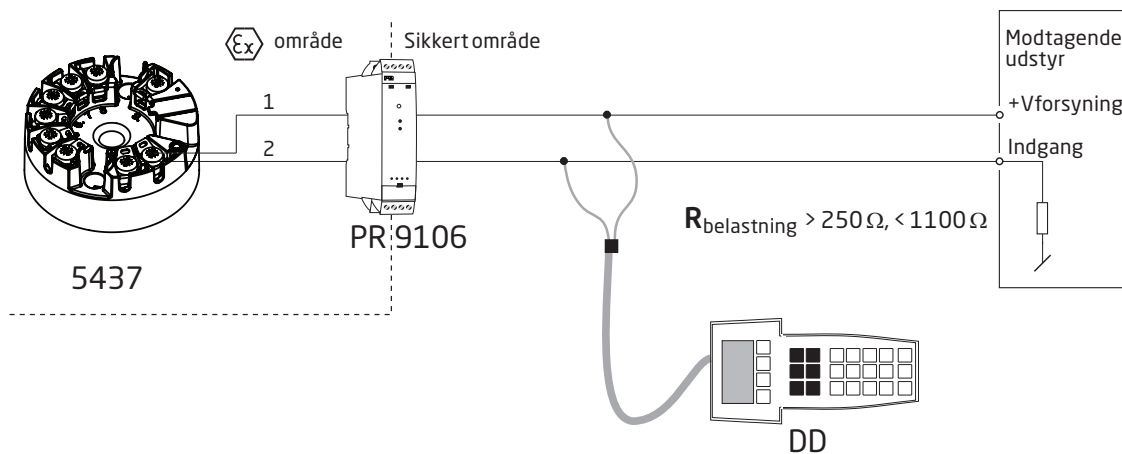 Ex område
Sikkert område
Modtagende
udstyr
+Vforsyning
Indgang
1
2
PR 9106
5437
Rbelastning > 250 Ω, < 1100 Ω
DD